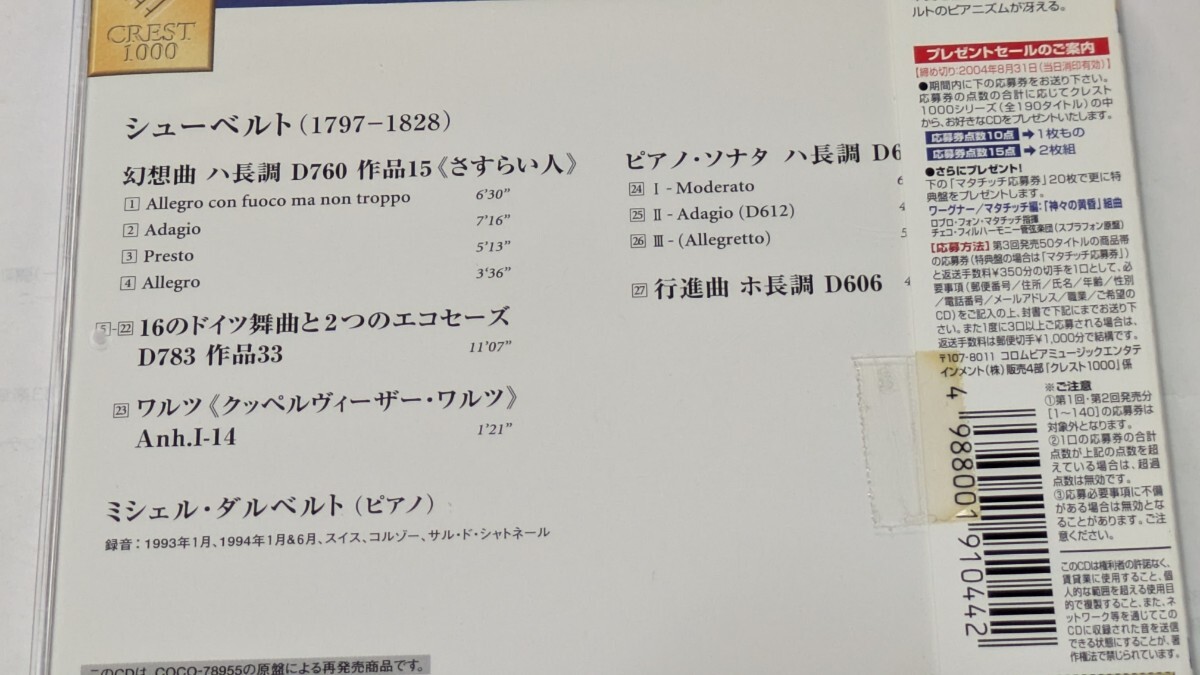 CREST
1000
シューベルト(1797−1828)
幻想曲 ハ長調 D760 作品15《さすらい人》
1 Allegro con fuoco ma non troppo 6'30"
2 Adagio 7'16"
3 Presto 5'13"
4 Allegro 3'36"
5-22 16のドイツ舞曲と2つのエコセーズ
D783 作品33 11'07"
23 ワルツ《クッペルヴィーザー・ワルツ》
Anh.I-14 1'21"
ミシェル・ダルベルト(ピアノ)
録音：1993年1月、1994年1月&6月、スイス、コルゾー、サル・ド・シャトネール
このCDは、COCO-78955の原盤による再発売商品です。
ピアノ・ソナタ ハ長調 D6
24 I - Moderato 6
25 II - Adagio (D612) 4
26 III - (Allegretto) 5
27 行進曲 ホ長調 D606 4
ルトのピアニズムが冴える。
プレゼントセールのご案内
【締め切り：2004年8月31日(当日消印有効)】
●期間内に下の応募券をお送り下さい。
応募券の点数の合計に応じてクレスト
1000シリーズ(全190タイトル)の中
から、お好きなCDをプレゼントいたします。
応募券点数10点 ➡ 1枚もの
応募券点数15点 ➡ 2枚組
●さらにプレゼント!
下の「マタチッチ応募券」20枚で更に特
典盤をプレゼントします。
ワーグナー/マタチッチ編：「神々の黄昏」組曲
ロブロ・フォン・マタチッチ指揮
チェコ・フィルハーモニー管弦楽団(スプラフォン原盤)
【応募方法】第3回発売50タイトルの商品帯
の応募券(特典盤の場合は「マタチッチ応募券」)
と返送手数料¥350分の切手を1口として、必
要事項(郵便番号/住所/氏名/年齢/性別
/電話番号/メールアドレス/職業/ご希望の
CD)をご記入の上、封書で下記にまでお送り下
さい。また1度に3口以上ご応募される場合は、
返送手数料は郵便切手¥1,000分で結構です。
〒107-8011 コロムビアミュージックエンタテ
インメント(株)販売4部「クレスト1000」係
※ご注意
①第1回・第2回発売分
[1〜140]の応募券は
対象外となります。
②1口の応募券の合計
点数が上記の点数を超
えている場合は、超過
点数は無効です。
③応募必要事項に不備
がある場合は無効とな
ることがあります。ご注
意ください。
4 988001 910442
このCDは権利者の許諾なく、
賃貸業に使用すること、個
人的な範囲を超える使用目
的で複製すること、また、ネ
ットワーク等を通じてこの
CDに収録された音を送信
できる状態にすることが、著
作権法で禁じられています。